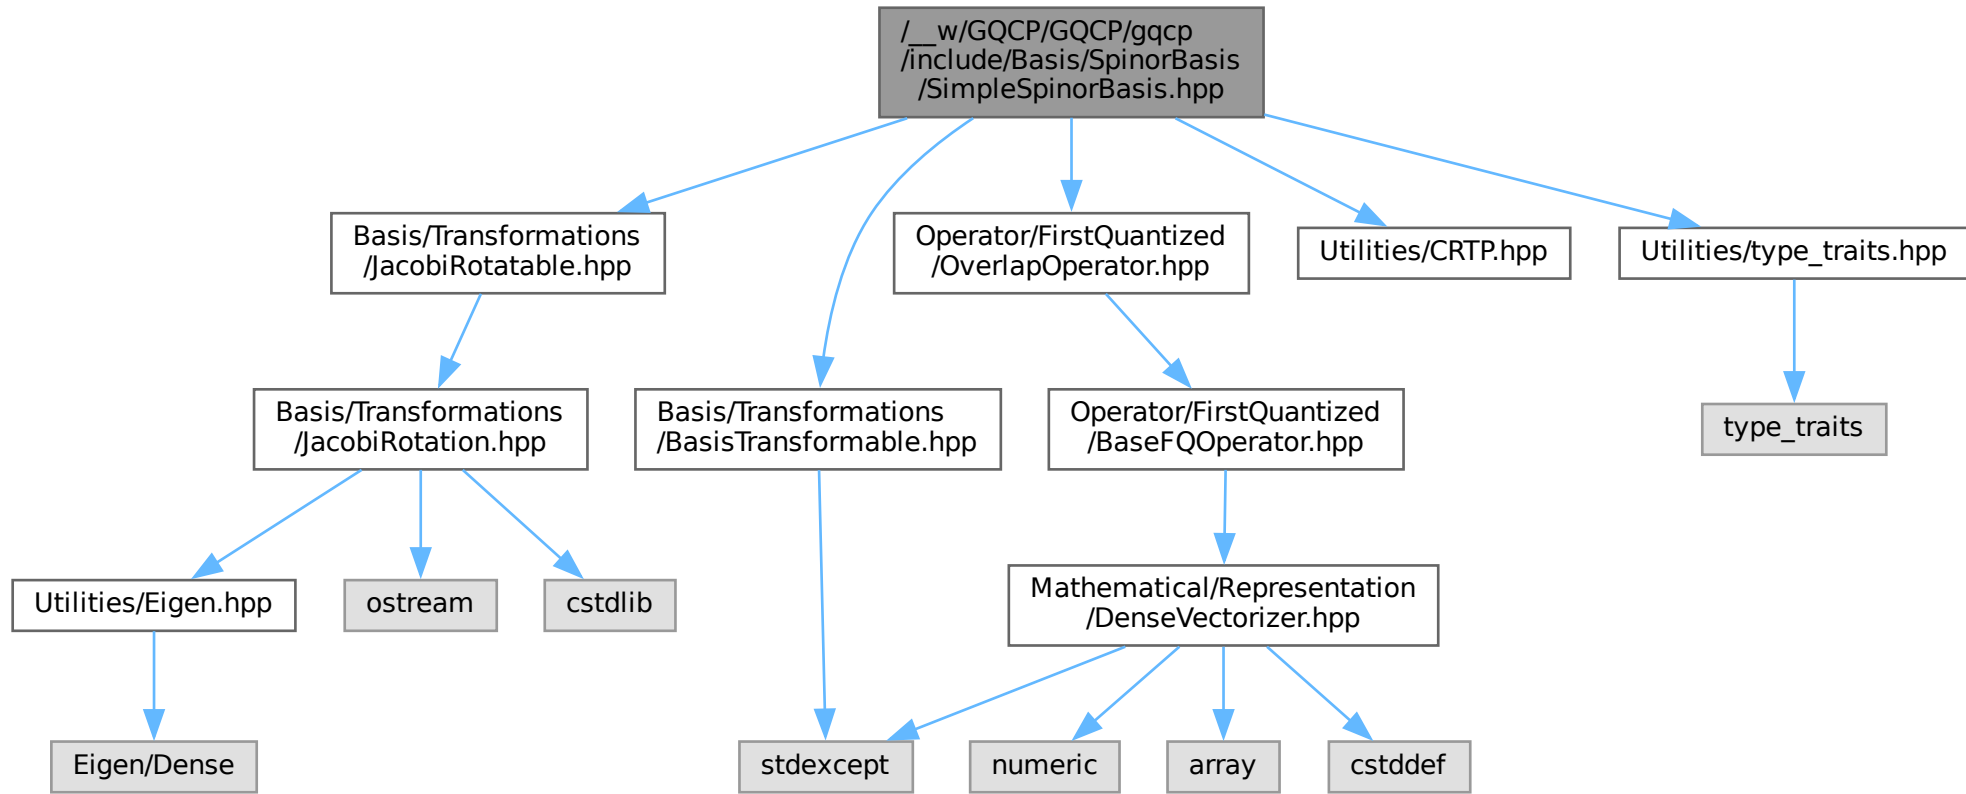 /__w/GQCP/GQCP/gqcp
/include/Basis/SpinorBasis
/SimpleSpinorBasis.hpp
Basis/Transformations
/JacobiRotatable.hpp
Operator/FirstQuantized
/OverlapOperator.hpp
Utilities/CRTP.hpp
Utilities/type_traits.hpp
Basis/Transformations
/JacobiRotation.hpp
Basis/Transformations
/BasisTransformable.hpp
Operator/FirstQuantized
/BaseFQOperator.hpp
type_traits
Utilities/Eigen.hpp
ostream
cstdlib
Mathematical/Representation
/DenseVectorizer.hpp
Eigen/Dense
stdexcept
numeric
array
cstddef